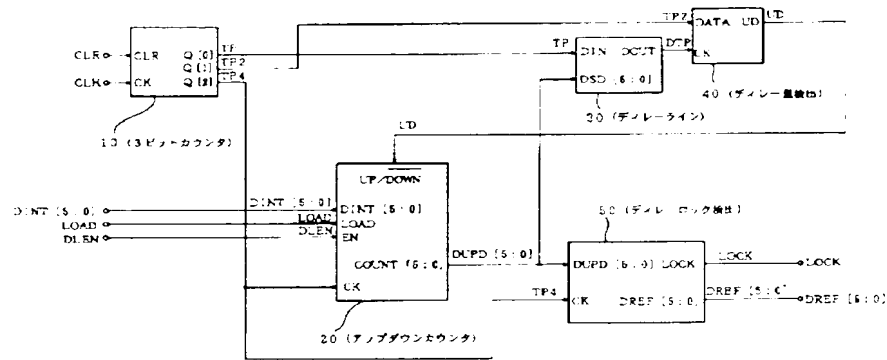 TP2 DATA UD UD
CLR CLR Q [0] TP TP DIN DOUT DTP CK
Q [1] TP2
CLK CK Q [2] TP4 DSD [5:0]
40 (ディレー量検出)
30 (ディレーライン)
10 (3ビットカウンタ)
UD
UP/DOWN
50 (ディレーロック検出)
DINT [5:0] DINT [5:0] DINT [5:0]
LOAD LOAD LOAD
DLEN DLEN EN
COUNT [5:0] DUPD [5:0] DUPD [5:0] LOCK LOCK LOCK
CK TP4 CK DREF [5:0] DREF [5:0] DREF [5:0]
20 (アップダウンカウンタ)